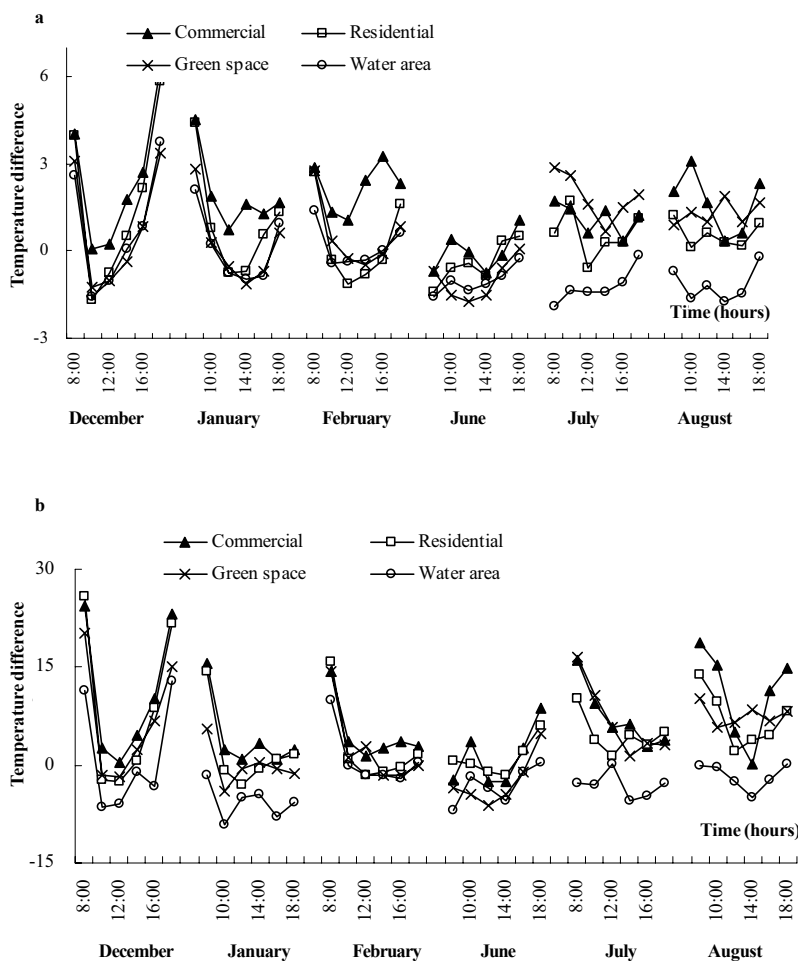 a
Commercial Residential
Green space Water area
Temperature difference
6
3
0
-3
Time (hours)
8:00 12:00 16:00 10:00 14:00 18:00 8:00 12:00 16:00 10:00 14:00 18:00 8:00 12:00 16:00 10:00 14:00 18:00
December January February June July August
b
Commercial Residential
Green space Water area
Temperature difference
30
15
0
-15
Time (hours)
8:00 12:00 16:00 10:00 14:00 18:00 8:00 12:00 16:00 10:00 14:00 18:00 8:00 12:00 16:00 10:00 14:00 18:00
December January February June July August